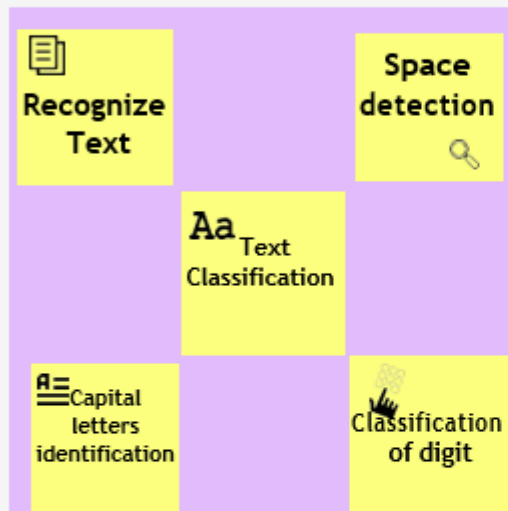 Recognize
Text
Space
detection
Aa
Text
Classification
Capital
letters
identification
Classification
of digit